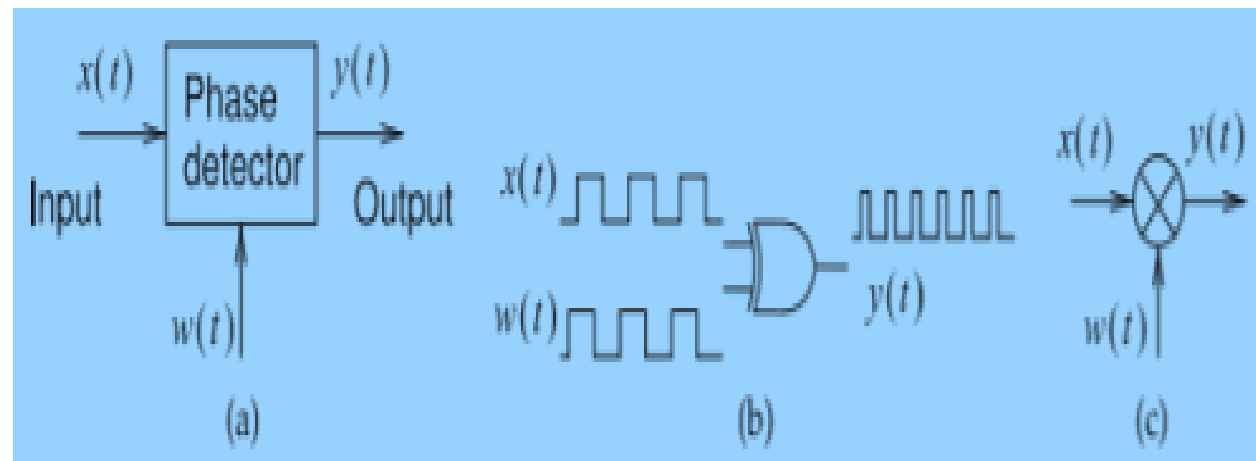 x(t)
y(t)
Phase
detector
Input
Output
w(t)
(a)
x(t)
w(t)
y(t)
(b)
x(t)
y(t)
w(t)
(c)